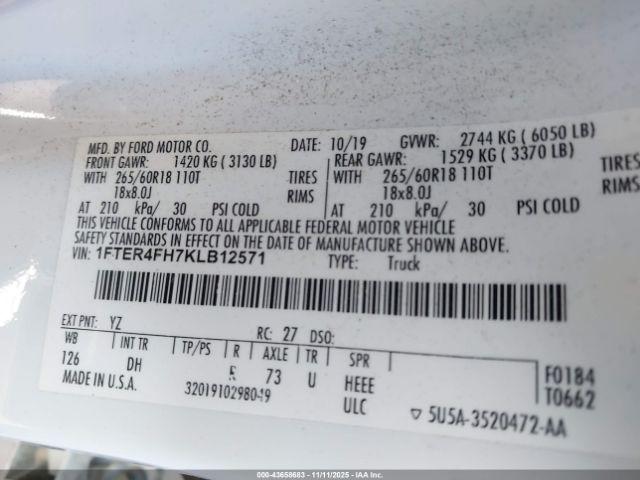 MFD. BY FORD MOTOR CO. DATE: 10/19 GVWR: 2744 KG ( 6050 LB)
FRONT GAWR: 1420 KG ( 3130 LB) REAR GAWR: 1529 KG ( 3370 LB)
WITH 265/60R18 110T TIRES WITH 265/60R18 110T TIRES
18x8.0J RIMS 18x8.0J RIMS
AT 210 kPa/ 30 PSI COLD AT 210 kPa/ 30 PSI COLD
THIS VEHICLE CONFORMS TO ALL APPLICABLE FEDERAL MOTOR VEHICLE
SAFETY STANDARDS IN EFFECT ON THE DATE OF MANUFACTURE SHOWN ABOVE.
VIN: 1FTER4FH7KLB12571 TYPE: Truck
EXT PNT: YZ RC: 27 DSO:
WB INT TR TP/PS R AXLE TR SPR
126 DH 73 U HEEE F0184
ULC T0662
MADE IN U.S.A. 5U5A-3520472-AA
000-43658683 - 11/11/2025 - IAAI.COM